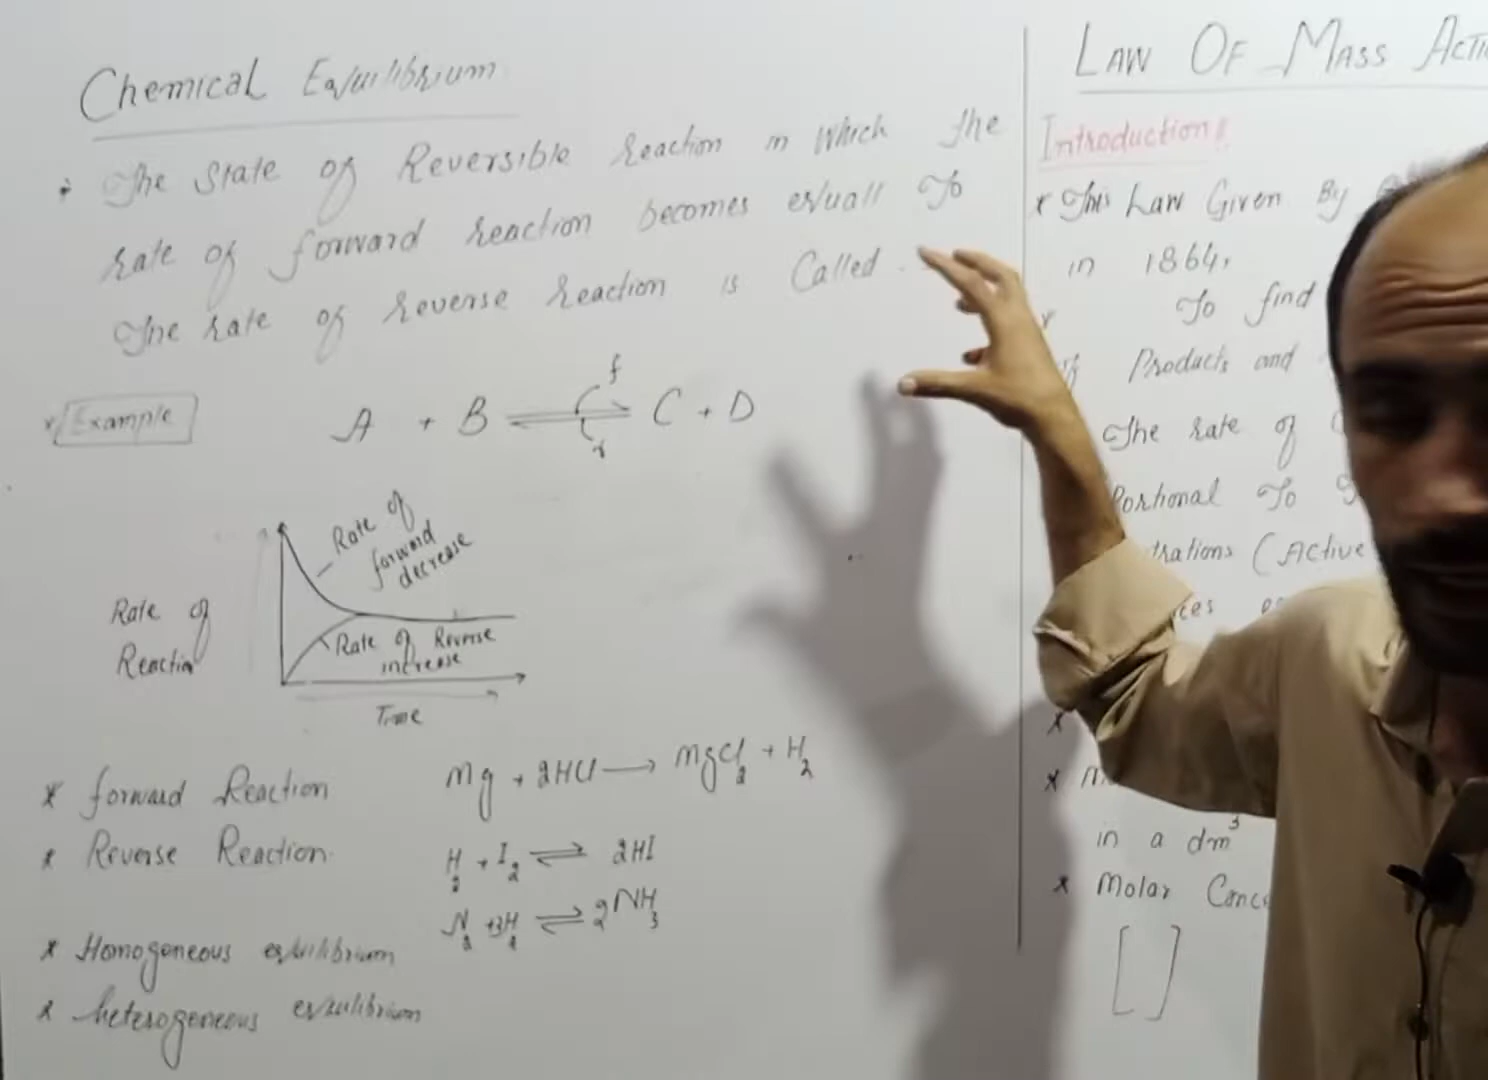 Chemical Equilibrium
The State of Reversible reaction in which the
rate of forward reaction becomes equall To
The rate of reverse reaction is Called
* Example
A + B ⇌ C + D
f
r
Rate of
forward
decrease
Rate of
Reaction
Rate of Reverse
increase
Time
* forward Reaction
Mg + 2HCl → MgCl2 + H2
* Reverse Reaction
H2 + I2 ⇌ 2HI
N2 + 3H2 ⇌ 2NH3
* Homogeneous equilibrium
* heterogeneous equilibrium
LAW OF MASS
Introduction:
* This Law Given By
in 1864,
To find
Products and
The rate of
To
(Active
*
*
in a dm³
* Molar
[ ]